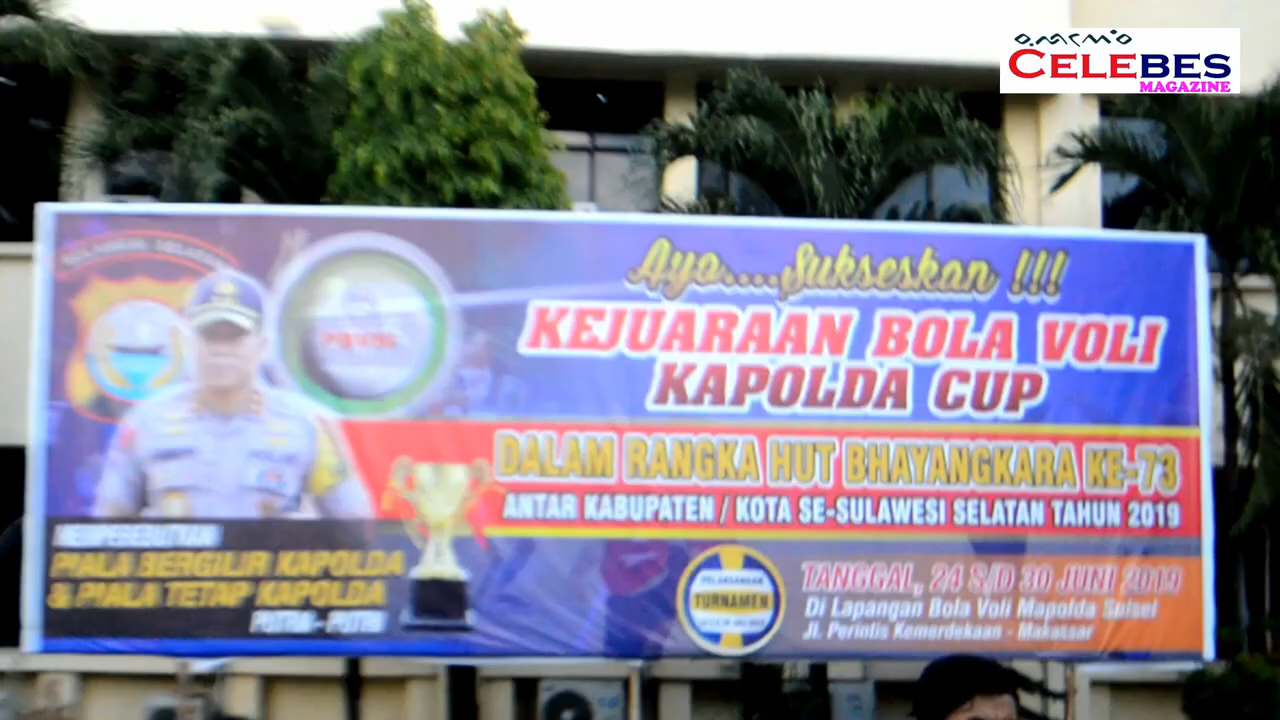 CELEBES
MAGAZINE
Ayo....Sukseskan !!!
KEJUARAAN BOLA VOLI
KAPOLDA CUP
DALAM RANGKA HUT BHAYANGKARA KE-73
ANTAR KABUPATEN / KOTA SE-SULAWESI SELATAN TAHUN 2019
MEMPEREBUTKAN
PIALA BERGILIR KAPOLDA
& PIALA TETAP KAPOLDA
PUTRA - PUTRI
PELAKSANAAN
TURNAMEN
TANGGAL, 24 S/D 30 JUNI 2019
Di Lapangan Bola Voli Mapolda Sulsel
Jl. Perintis Kemerdekaan - Makassar